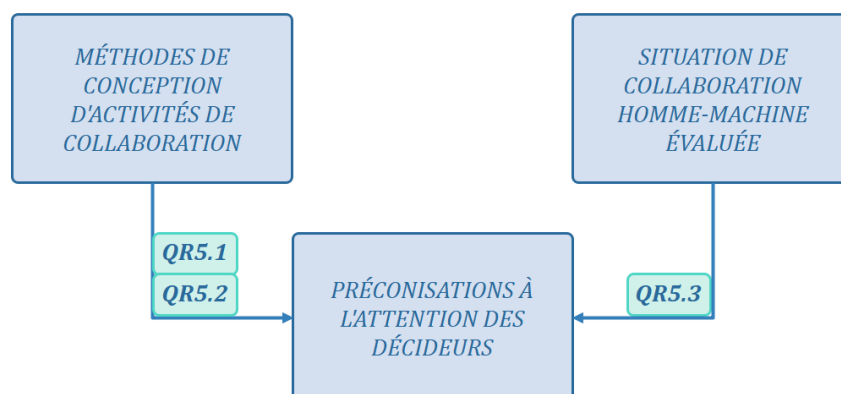 MÉTHODES DE
CONCEPTION
D'ACTIVITÉS DE
COLLABORATION
SITUATION DE
COLLABORATION
HOMME-MACHINE
ÉVALUÉE
QR5.1
QR5.2
PRÉCONISATIONS À
L'ATTENTION DES
DÉCIDEURS
QR5.3